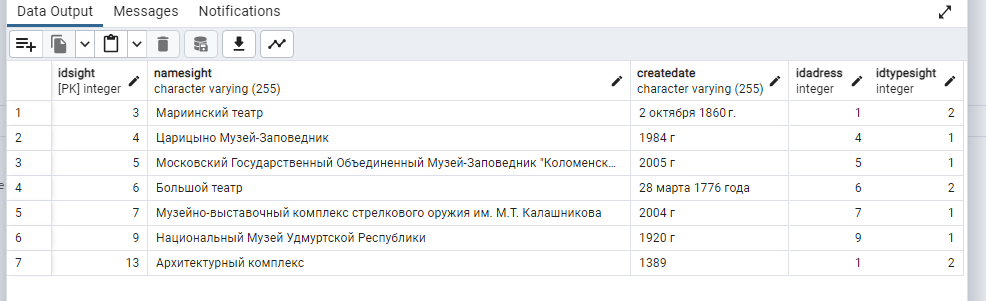 Data Output Messages Notifications
idsight namesight createdate idadress idtypesight
[PK] integer character varying (255) character varying (255) integer integer
1 3 Мариинский театр 2 октября 1860 г. 1 2
2 4 Царицыно Музей-Заповедник 1984 г 4 1
3 5 Московский Государственный Объединенный Музей-Заповедник "Коломенск... 2005 г 5 1
4 6 Большой театр 28 марта 1776 года 6 2
5 7 Музейно-выставочный комплекс стрелкового оружия им. М.Т. Калашникова 2004 г 7 1
6 9 Национальный Музей Удмуртской Республики 1920 г 9 1
7 13 Архитектурный комплекс 1389 1 2